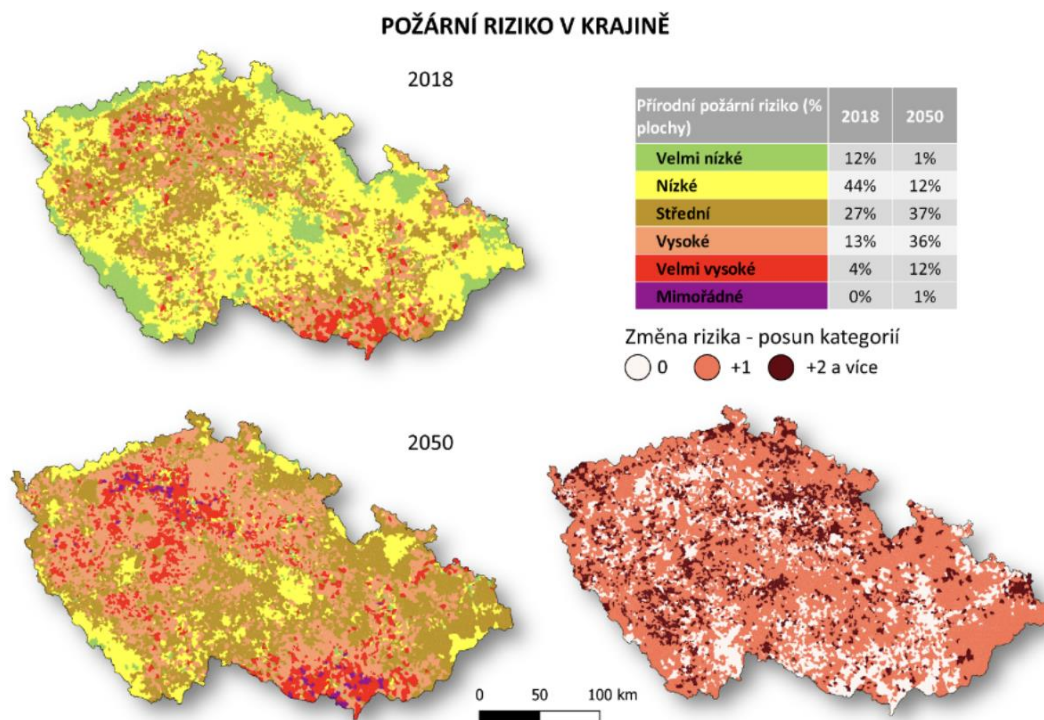 POŽÁRNÍ RIZIKO V KRAJINĚ
2018
Přírodní požární riziko (% plochy) 2018 2050
Velmi nízké 12% 1%
Nízké 44% 12%
Střední 27% 37%
Vysoké 13% 36%
Velmi vysoké 4% 12%
Mimořádné 0% 1%
Změna rizika - posun kategorií
0 +1 +2 a více
2050
0 50 100 km